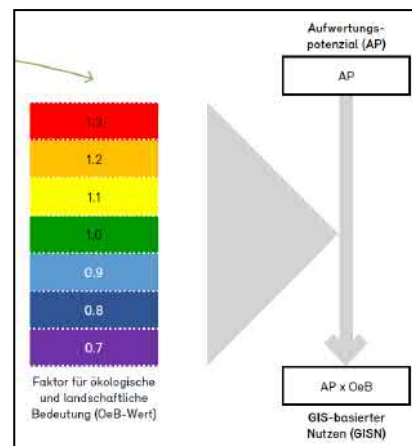 Aufwertungs-
potenzial (AP)
AP
1.3
1.2
1.1
1.0
0.9
0.8
0.7
Faktor für ökologische
und landschaftliche
Bedeutung (OeB-Wert)
AP x OeB
GIS-basierter
Nutzen (GISN)